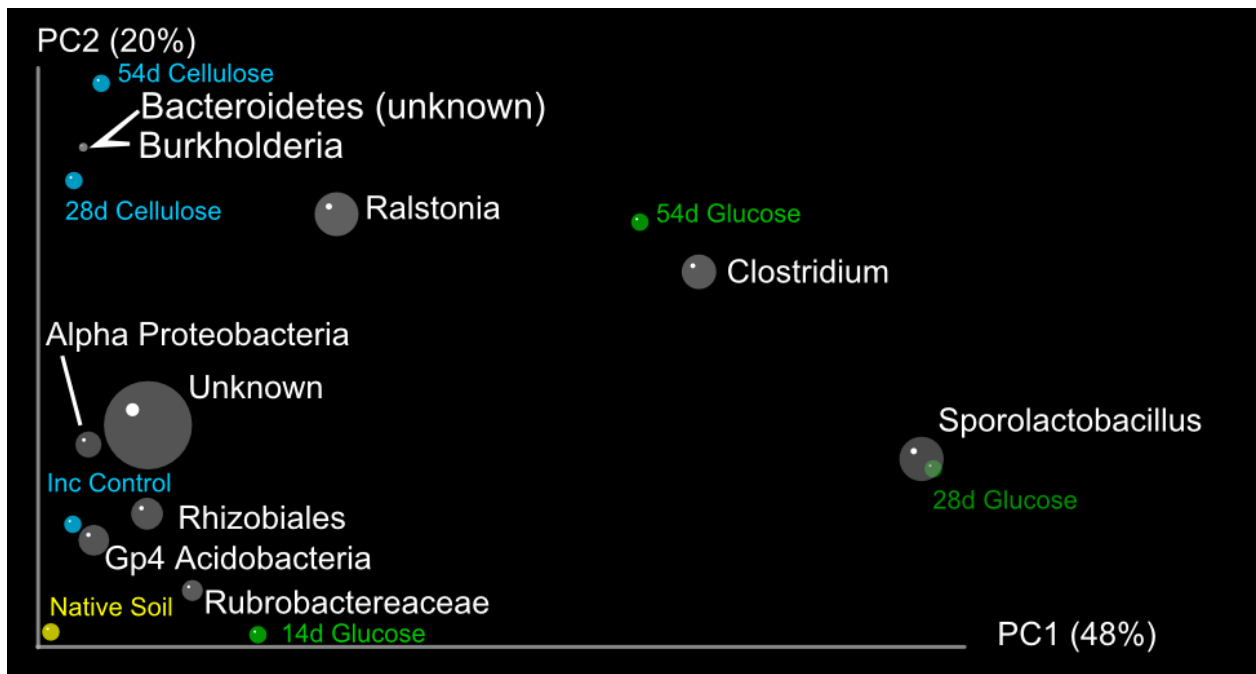 PC2 (20%)
54d Cellulose
Bacteroidetes (unknown)
Burkholderia
28d Cellulose
Ralstonia
54d Glucose
Clostridium
Alpha Proteobacteria
Unknown
Sporolactobacillus
Inc Control
28d Glucose
Rhizobiales
Gp4 Acidobacteria
Native Soil
Rubrobactereaceae
14d Glucose
PC1 (48%)